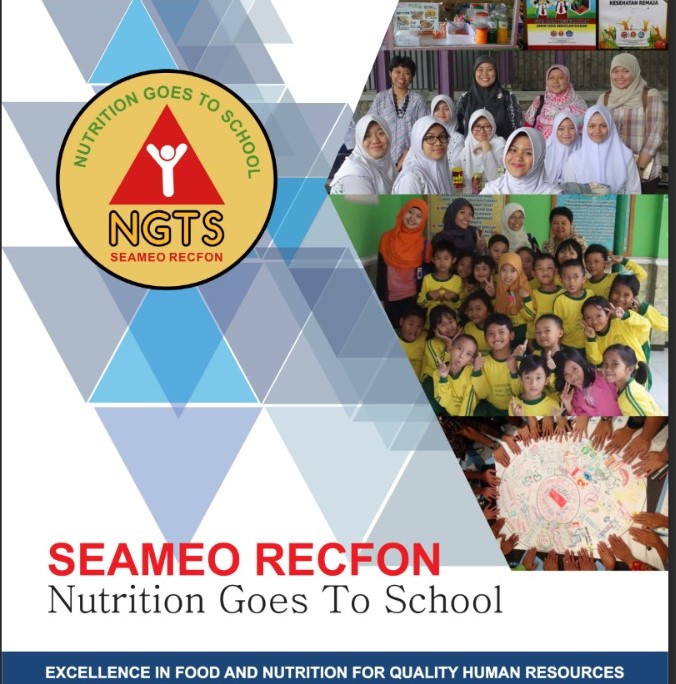 KESEHATAN REMAJA
NUTRITION GOES TO SCHOOL
NGTS
SEAMEO RECFON
SEAMEO RECFON
Nutrition Goes To School
EXCELLENCE IN FOOD AND NUTRITION FOR QUALITY HUMAN RESOURCES